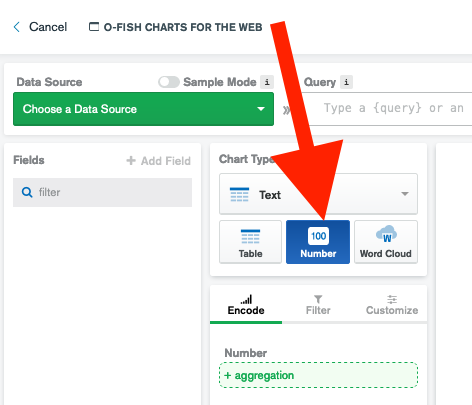 Cancel O-FISH CHARTS FOR THE WEB
Data Source Sample Mode i Query i
Choose a Data Source » Type a {query} or an
Fields + Add Field Chart Type
filter Text
100
Table Number Word Cloud
Encode Filter Customize
Number
+ aggregation